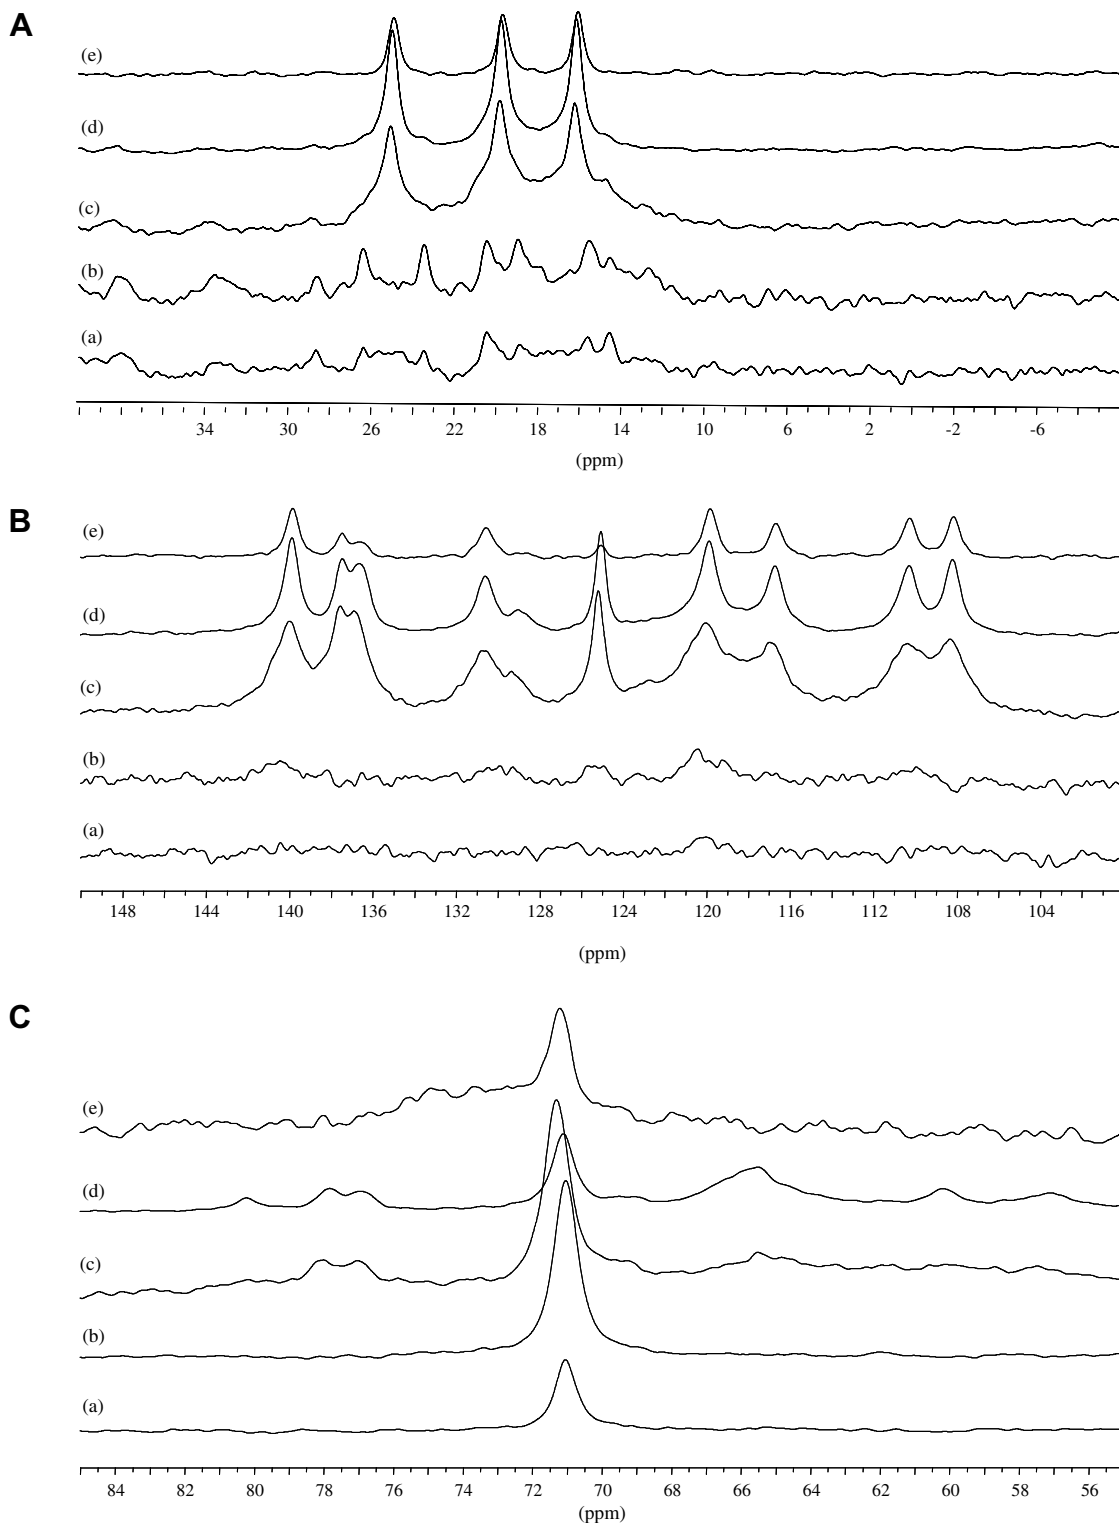 A
(e)
(d)
(c)
(b)
(a)
34 30 26 22 18 14 10 6 2 -2 -6
(ppm)
B
(e)
(d)
(c)
(b)
(a)
148 144 140 136 132 128 124 120 116 112 108 104
(ppm)
C
(e)
(d)
(c)
(b)
(a)
84 82 80 78 76 74 72 70 68 66 64 62 60 58 56
(ppm)